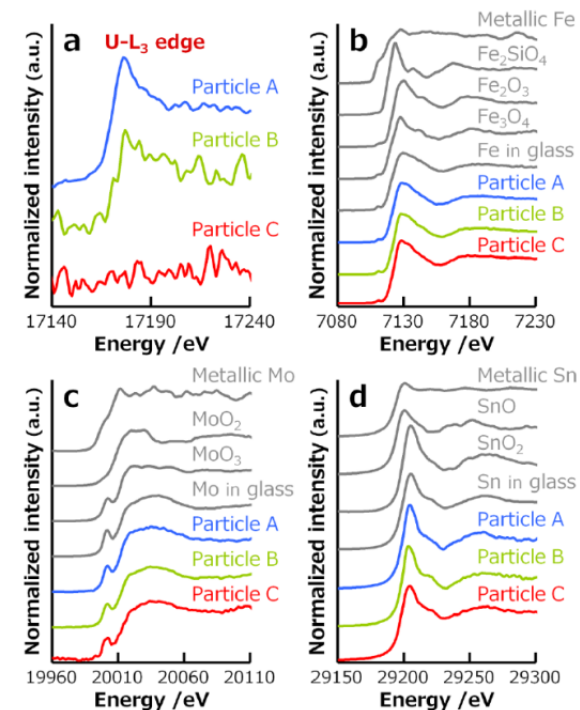 a
U-L₃ edge
Particle A
Particle B
Particle C
Normalized intensity (a.u.)
17140 17190 17240
Energy /eV
b
Metallic Fe
Fe₂SiO₄
Fe₂O₃
Fe₃O₄
Fe in glass
Particle A
Particle B
Particle C
Normalized intensity (a.u.)
7080 7130 7180 7230
Energy /eV
c
Metallic Mo
MoO₂
MoO₃
Mo in glass
Particle A
Particle B
Particle C
Normalized intensity (a.u.)
19960 20010 20060 20110
Energy /eV
d
Metallic Sn
SnO
SnO₂
Sn in glass
Particle A
Particle B
Particle C
Normalized intensity (a.u.)
29150 29200 29250 29300
Energy /eV